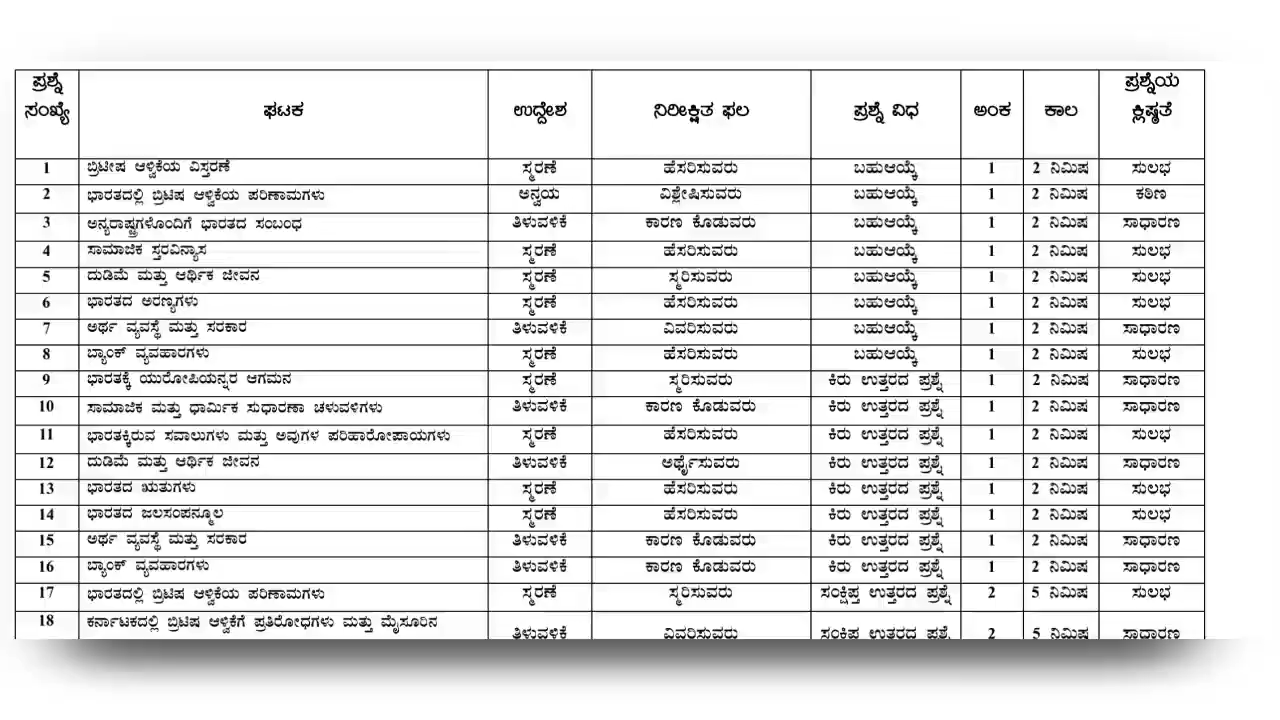 ಪ್ರಶ್ನೆ ಸಂಖ್ಯೆ ಘಟಕ ಉದ್ದೇಶ ನಿರೀಕ್ಷಿತ ಫಲ ಪ್ರಶ್ನೆ ವಿಧ ಅಂಕ ಕಾಲ ಪ್ರಶ್ನೆಯ ಕ್ಲಿಷ್ಠತೆ
1 ಬ್ರಿಟೀಷ ಆಳ್ವಿಕೆಯ ವಿಸ್ತರಣೆ ಸ್ಮರಣೆ ಹೆಸರಿಸುವರು ಬಹುಆಯ್ಕೆ 1 2 ನಿಮಿಷ ಸುಲಭ
2 ಭಾರತದಲ್ಲಿ ಬ್ರಿಟಿಷ ಆಳ್ವಿಕೆಯ ಪರಿಣಾಮಗಳು ಅನ್ವಯ ವಿಶ್ಲೇಷಿಸುವರು ಬಹುಆಯ್ಕೆ 1 2 ನಿಮಿಷ ಕಠಿಣ
3 ಅನ್ಯರಾಷ್ಟ್ರಗಳೊಂದಿಗೆ ಭಾರತದ ಸಂಬಂಧ ತಿಳುವಳಿಕೆ ಕಾರಣ ಕೊಡುವರು ಬಹುಆಯ್ಕೆ 1 2 ನಿಮಿಷ ಸಾಧಾರಣ
4 ಸಾಮಾಜಿಕ ಸ್ತರವಿನ್ಯಾಸ ಸ್ಮರಣೆ ಹೆಸರಿಸುವರು ಬಹುಆಯ್ಕೆ 1 2 ನಿಮಿಷ ಸುಲಭ
5 ದುಡಿಮೆ ಮತ್ತು ಆರ್ಥಿಕ ಜೀವನ ಸ್ಮರಣೆ ಸ್ಮರಿಸುವರು ಬಹುಆಯ್ಕೆ 1 2 ನಿಮಿಷ ಸುಲಭ
6 ಭಾರತದ ಅರಣ್ಯಗಳು ಸ್ಮರಣೆ ಹೆಸರಿಸುವರು ಬಹುಆಯ್ಕೆ 1 2 ನಿಮಿಷ ಸುಲಭ
7 ಅರ್ಥ ವ್ಯವಸ್ಥೆ ಮತ್ತು ಸರಕಾರ ತಿಳುವಳಿಕೆ ವಿವರಿಸುವರು ಬಹುಆಯ್ಕೆ 1 2 ನಿಮಿಷ ಸಾಧಾರಣ
8 ಬ್ಯಾಂಕ್ ವ್ಯವಹಾರಗಳು ಸ್ಮರಣೆ ಹೆಸರಿಸುವರು ಬಹುಆಯ್ಕೆ 1 2 ನಿಮಿಷ ಸುಲಭ
9 ಭಾರತಕ್ಕೆ ಯುರೋಪಿಯನ್ನರ ಆಗಮನ ಸ್ಮರಣೆ ಸ್ಮರಿಸುವರು ಕಿರು ಉತ್ತರದ ಪ್ರಶ್ನೆ 1 2 ನಿಮಿಷ ಸಾಧಾರಣ
10 ಸಾಮಾಜಿಕ ಮತ್ತು ಧಾರ್ಮಿಕ ಸುಧಾರಣಾ ಚಳುವಳಿಗಳು ತಿಳುವಳಿಕೆ ಕಾರಣ ಕೊಡುವರು ಕಿರು ಉತ್ತರದ ಪ್ರಶ್ನೆ 1 2 ನಿಮಿಷ ಸಾಧಾರಣ
11 ಭಾರತಕ್ಕಿರುವ ಸವಾಲುಗಳು ಮತ್ತು ಅವುಗಳ ಪರಿಹಾರೋಪಾಯಗಳು ಸ್ಮರಣೆ ಹೆಸರಿಸುವರು ಕಿರು ಉತ್ತರದ ಪ್ರಶ್ನೆ 1 2 ನಿಮಿಷ ಸುಲಭ
12 ದುಡಿಮೆ ಮತ್ತು ಆರ್ಥಿಕ ಜೀವನ ತಿಳುವಳಿಕೆ ಅರ್ಥೈಸುವರು ಕಿರು ಉತ್ತರದ ಪ್ರಶ್ನೆ 1 2 ನಿಮಿಷ ಸಾಧಾರಣ
13 ಭಾರತದ ಋತುಗಳು ಸ್ಮರಣೆ ಹೆಸರಿಸುವರು ಕಿರು ಉತ್ತರದ ಪ್ರಶ್ನೆ 1 2 ನಿಮಿಷ ಸುಲಭ
14 ಭಾರತದ ಜಲಸಂಪನ್ಮೂಲ ಸ್ಮರಣೆ ಹೆಸರಿಸುವರು ಕಿರು ಉತ್ತರದ ಪ್ರಶ್ನೆ 1 2 ನಿಮಿಷ ಸುಲಭ
15 ಅರ್ಥ ವ್ಯವಸ್ಥೆ ಮತ್ತು ಸರಕಾರ ತಿಳುವಳಿಕೆ ಕಾರಣ ಕೊಡುವರು ಕಿರು ಉತ್ತರದ ಪ್ರಶ್ನೆ 1 2 ನಿಮಿಷ ಸಾಧಾರಣ
16 ಬ್ಯಾಂಕ್ ವ್ಯವಹಾರಗಳು ತಿಳುವಳಿಕೆ ಕಾರಣ ಕೊಡುವರು ಕಿರು ಉತ್ತರದ ಪ್ರಶ್ನೆ 1 2 ನಿಮಿಷ ಸಾಧಾರಣ
17 ಭಾರತದಲ್ಲಿ ಬ್ರಿಟಿಷ ಆಳ್ವಿಕೆಯ ಪರಿಣಾಮಗಳು ಸ್ಮರಣೆ ಸ್ಮರಿಸುವರು ಸಂಕ್ಷಿಪ್ತ ಉತ್ತರದ ಪ್ರಶ್ನೆ 2 5 ನಿಮಿಷ ಸುಲಭ
18 ಕರ್ನಾಟಕದಲ್ಲಿ ಬ್ರಿಟಿಷ ಆಳ್ವಿಕೆಗೆ ಪ್ರತಿರೋಧಗಳು ಮತ್ತು ಮೈಸೂರಿನ ತಿಳುವಳಿಕೆ ವಿವರಿಸುವರು ಸಂಕ್ಷಿಪ್ತ ಉತ್ತರದ ಪ್ರಶ್ನೆ 2 5 ನಿಮಿಷ ಸಾಧಾರಣ